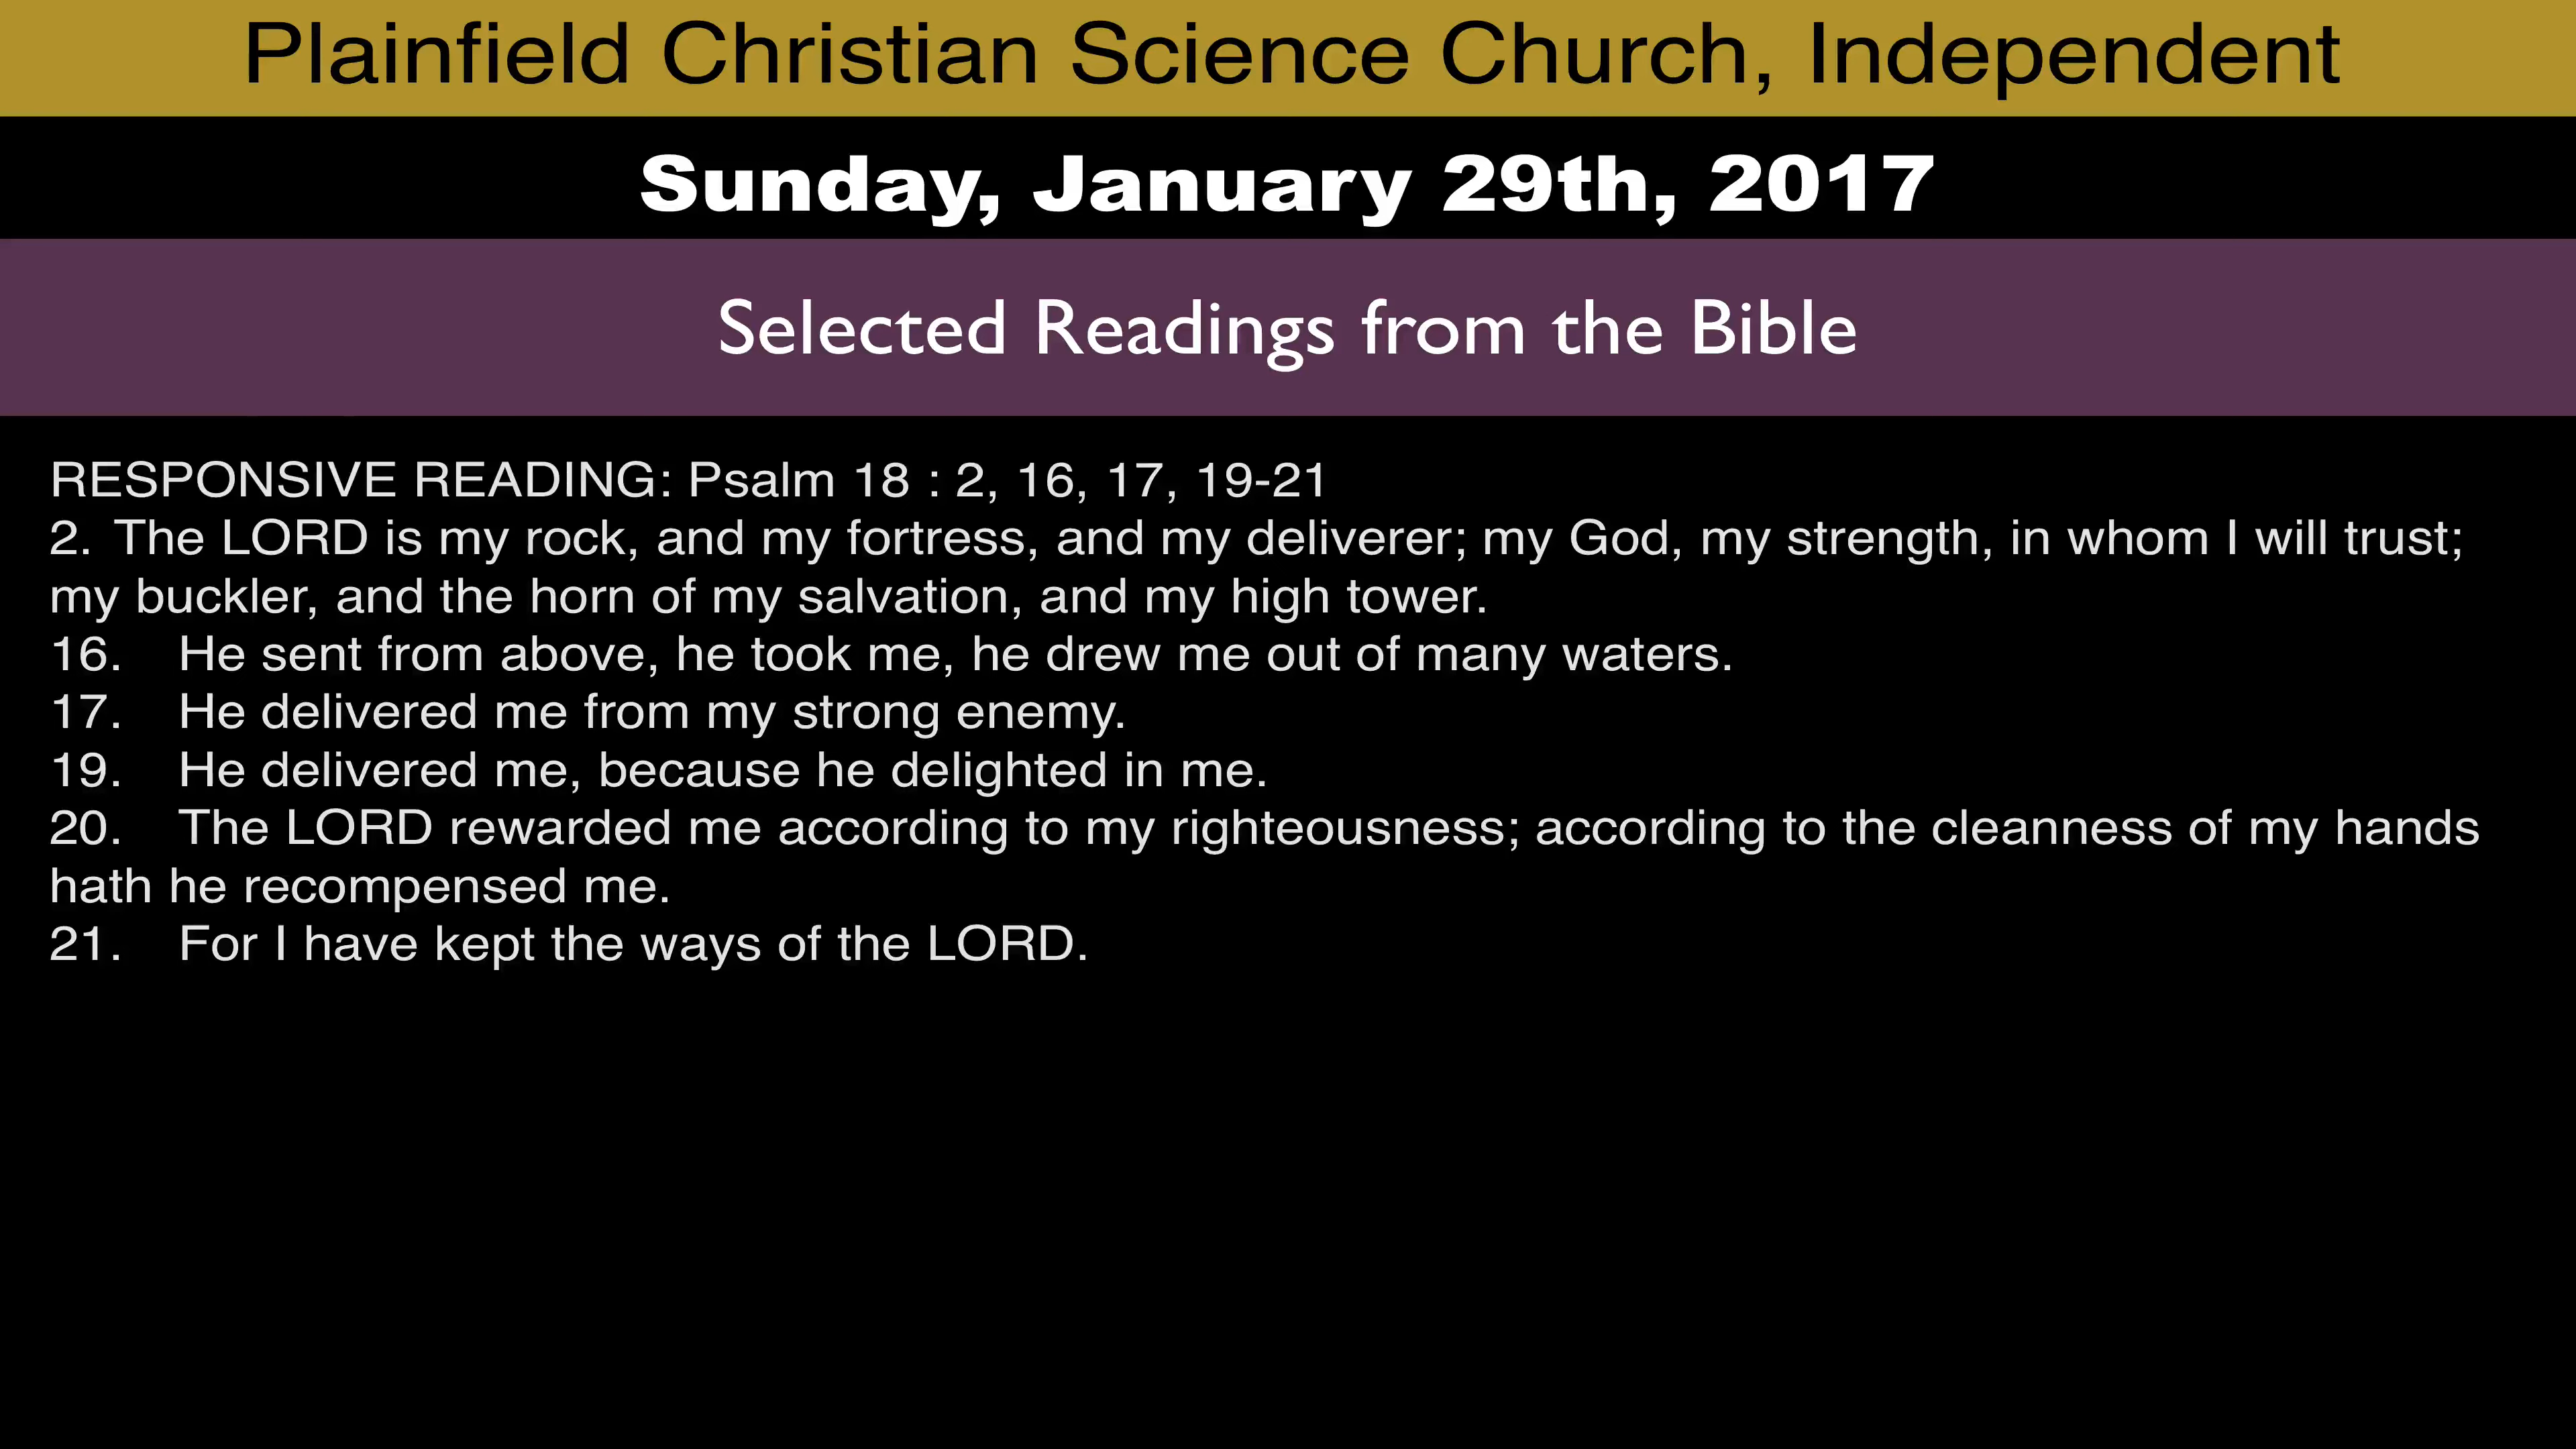 Plainfield Christian Science Church, Independent
Sunday, January 29th, 2017
Selected Readings from the Bible
RESPONSIVE READING: Psalm 18 : 2, 16, 17, 19-21
2. The LORD is my rock, and my fortress, and my deliverer; my God, my strength, in whom I will trust;
my buckler, and the horn of my salvation, and my high tower.
16. He sent from above, he took me, he drew me out of many waters.
17. He delivered me from my strong enemy.
19. He delivered me, because he delighted in me.
20. The LORD rewarded me according to my righteousness; according to the cleanness of my hands
hath he recompensed me.
21. For I have kept the ways of the LORD.